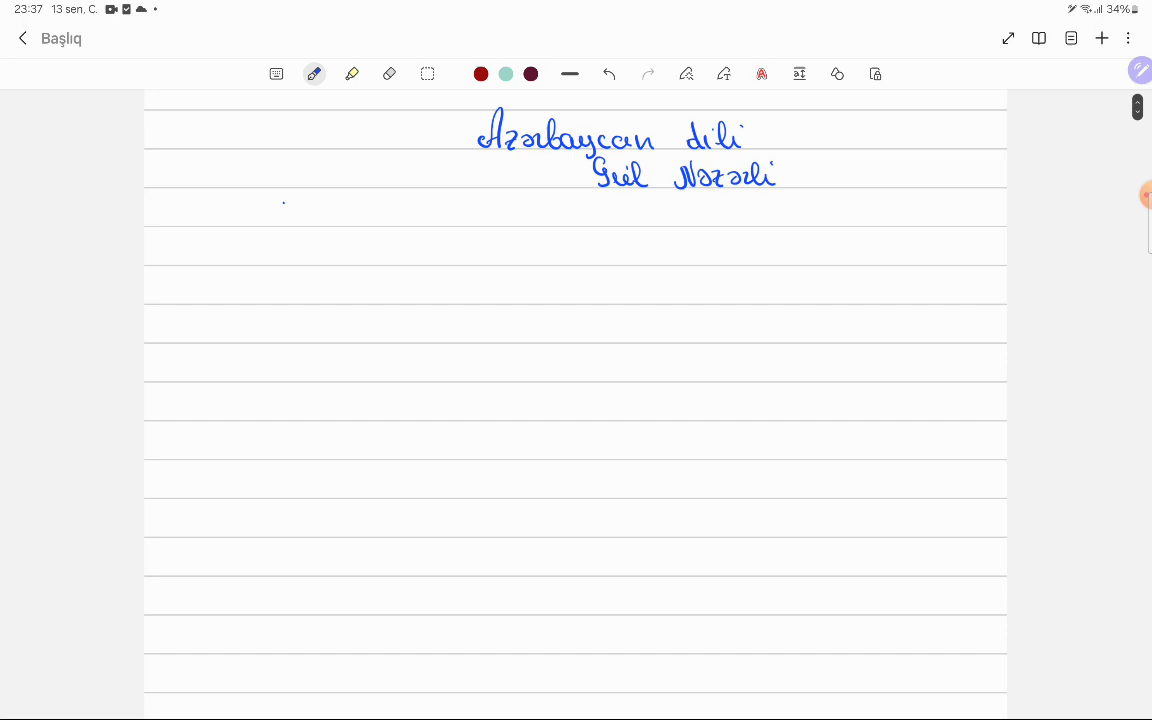 23:37 13 sen, C. 34%
Başlıq
Azərbaycan dili
Gül Nəzərli